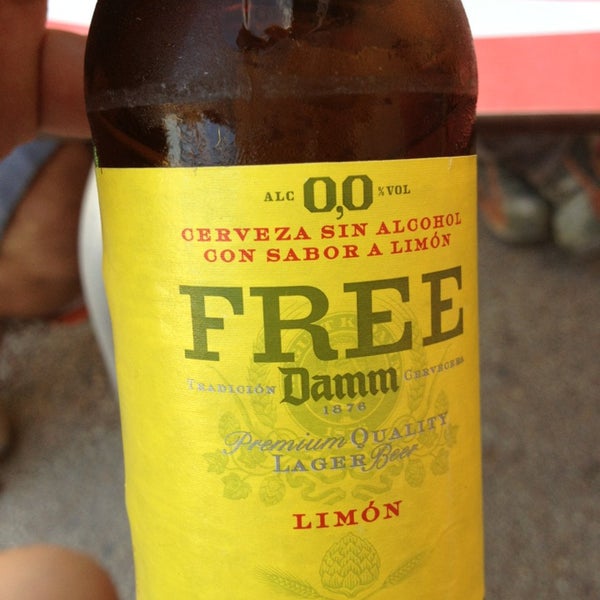 ALC 0,0 % VOL
CERVEZA SIN ALCOHOL
CON SABOR A LIMÓN
FREE
TRADICIÓN Damm CERVECERA
1876
Premium QUALITY
LAGER Beer
LIMÓN